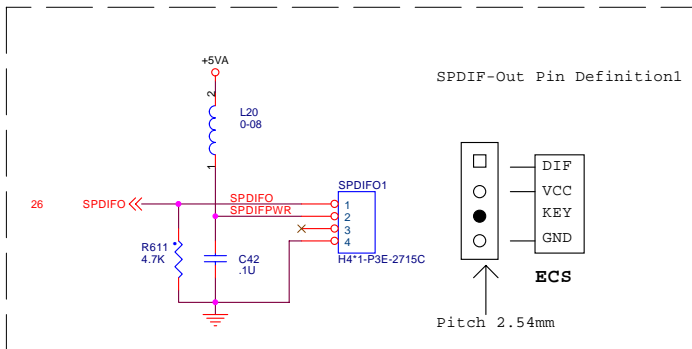 +5VA
SPDIF-Out Pin Definition1
2
L20
0-08
1
26 SPDIFO
SPDIFO
SPDIFPWR
SPDIFO1
1
2
3
4
H4*1-P3E-2715C
R611
4.7K
C42
.1U
DIF
VCC
KEY
GND
ECS
Pitch 2.54mm